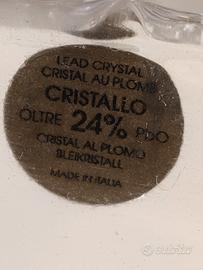 LEAD CRYSTAL
CRISTAL AU PLOMB
CRISTALLO
OLTRE 24% PbO
CRISTAL AL PLOMO
BLEIKRISTALL
MADE IN ITALIA
subito